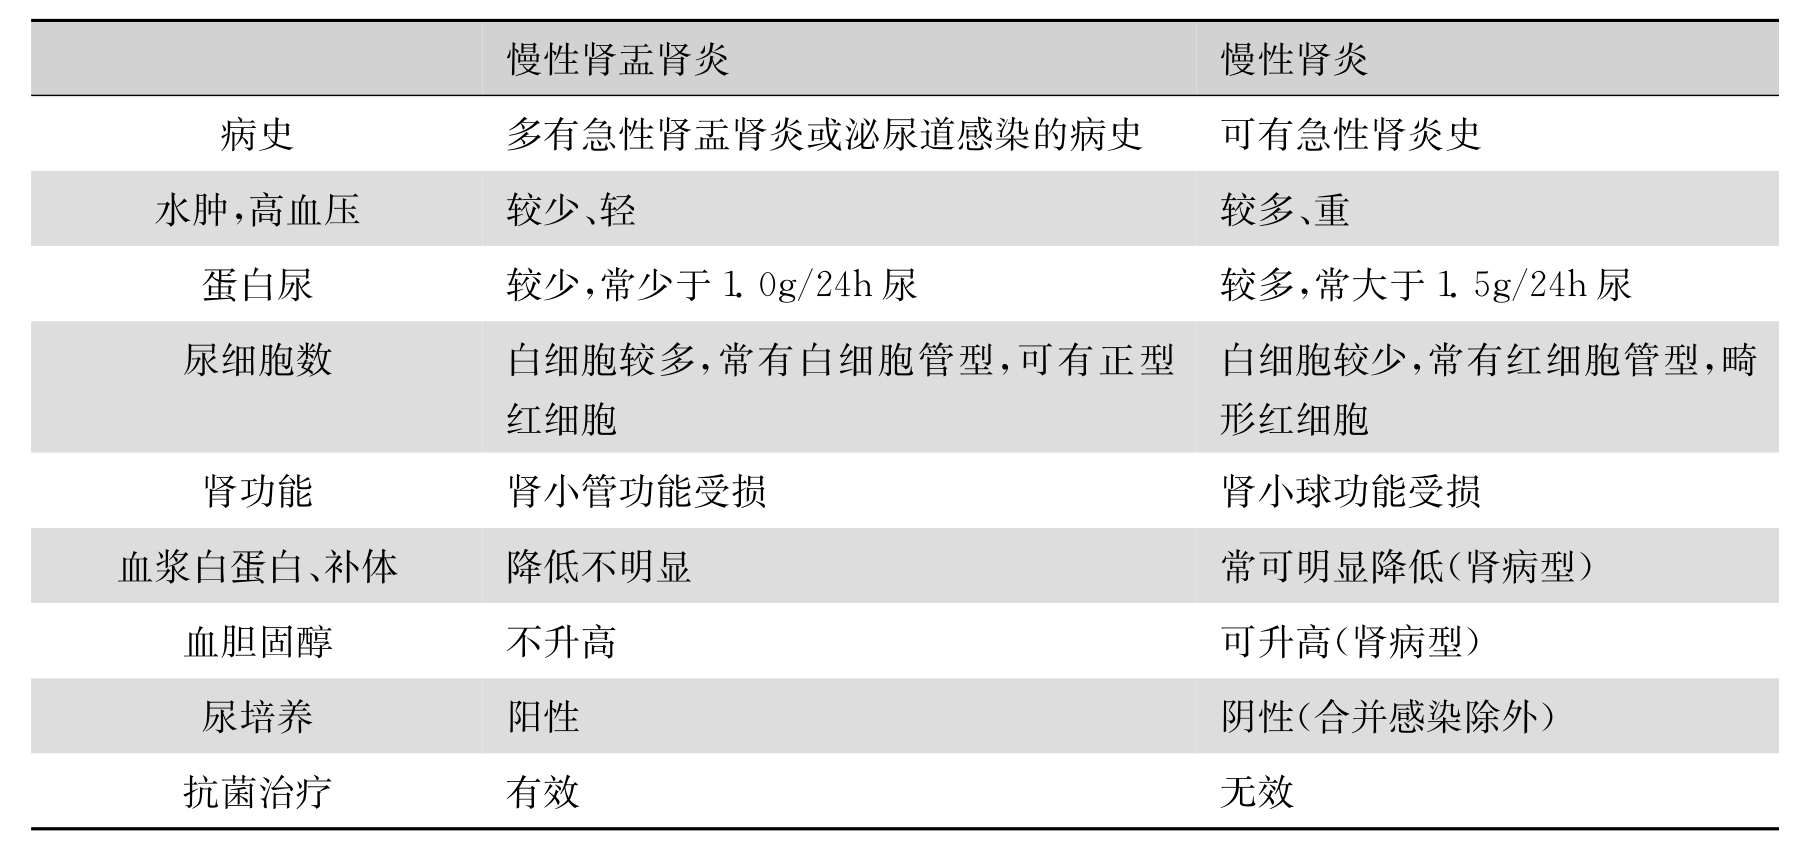 慢性肾盂肾炎 慢性肾炎
病史 多有急性肾盂肾炎或泌尿道感染的病史 可有急性肾炎史
水肿,高血压 较少、轻 较多、重
蛋白尿 较少,常少于1.0g/24h尿 较多,常大于1.5g/24h尿
尿细胞数 白细胞较多,常有白细胞管型,可有正型 白细胞较少,常有红细胞管型,畸
红细胞 形红细胞
肾功能 肾小管功能受损 肾小球功能受损
血浆白蛋白、补体 降低不明显 常可明显降低(肾病型)
血胆固醇 不升高 可升高(肾病型)
尿培养 阳性 阴性(合并感染除外)
抗菌治疗 有效 无效